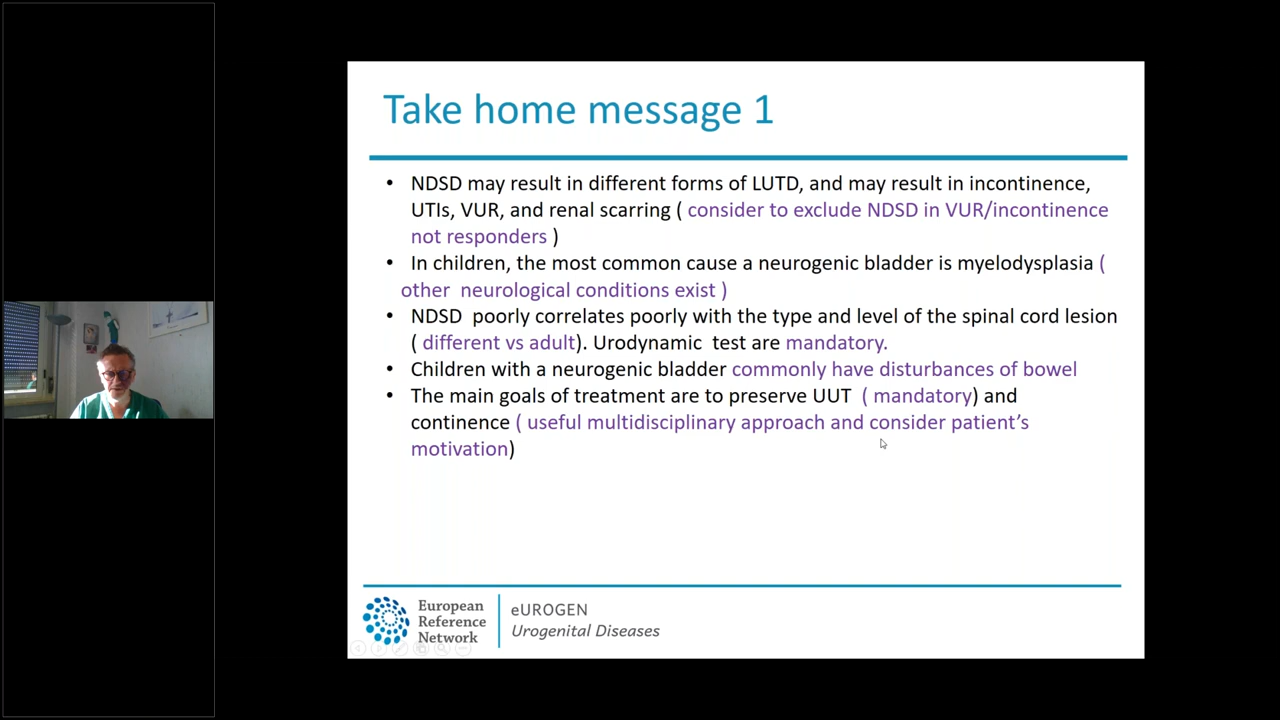 Take home message 1
• NDSD may result in different forms of LUTD, and may result in incontinence,
UTIs, VUR, and renal scarring ( consider to exclude NDSD in VUR/incontinence
not responders )
• In children, the most common cause a neurogenic bladder is myelodysplasia (
other neurological conditions exist )
• NDSD poorly correlates poorly with the type and level of the spinal cord lesion
( different vs adult). Urodynamic test are mandatory.
• Children with a neurogenic bladder commonly have disturbances of bowel
• The main goals of treatment are to preserve UUT ( mandatory) and
continence ( useful multidisciplinary approach and consider patient’s
motivation)
European
Reference
Network
eUROGEN
Urogenital Diseases